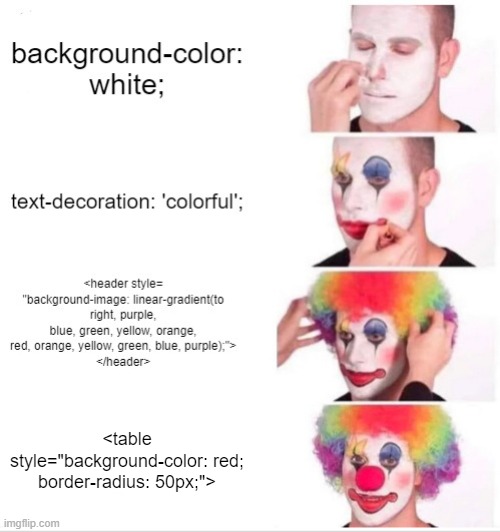 background-color:
white;
text-decoration: 'colorful';
<header style=
"background-image: linear-gradient(to
right, purple,
blue, green, yellow, orange,
red, orange, yellow, green, blue, purple);">
</header>
<table
style="background-color: red;
border-radius: 50px;">
imgflip.com